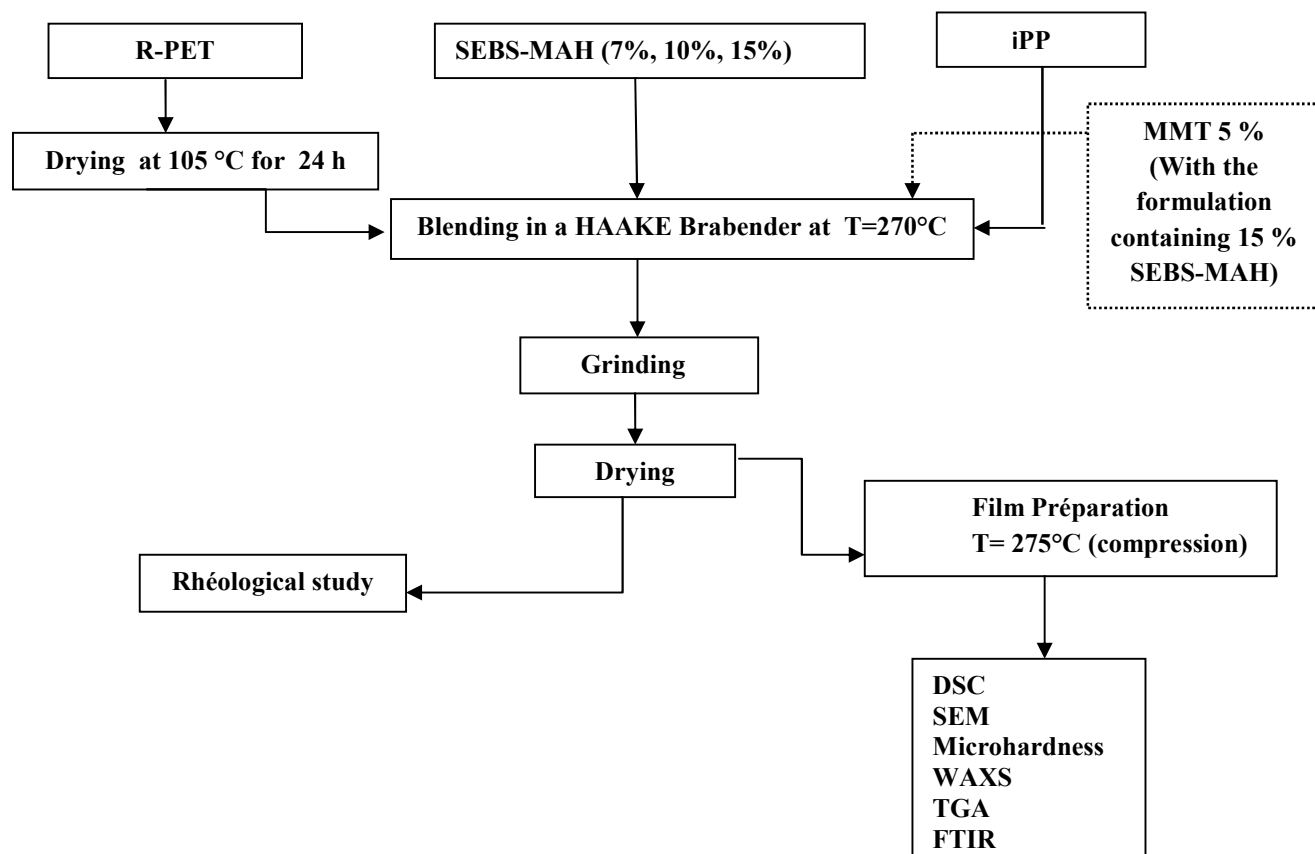 R-PET
SEBS-MAH (7%, 10%, 15%)
iPP
Drying at 105 °C for 24 h
MMT 5 %
(With the
formulation
containing 15 %
SEBS-MAH)
Blending in a HAAKE Brabender at T=270°C
Grinding
Drying
Film Préparation
T= 275°C (compression)
Rhéological study
DSC
SEM
Microhardness
WAXS
TGA
FTIR